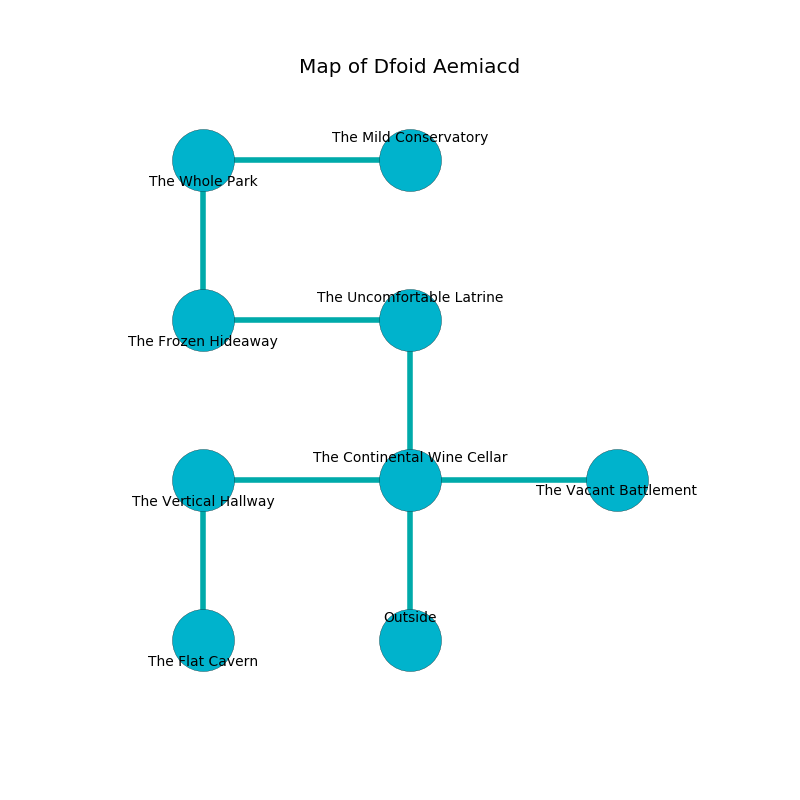 Map of Dfoid Aemiacd
The Mild Conservatory
The Whole Park
The Uncomfortable Latrine
The Frozen Hideaway
The Continental Wine Cellar
The Vacant Battlement
The Vertical Hallway
Outside
The Flat Cavern